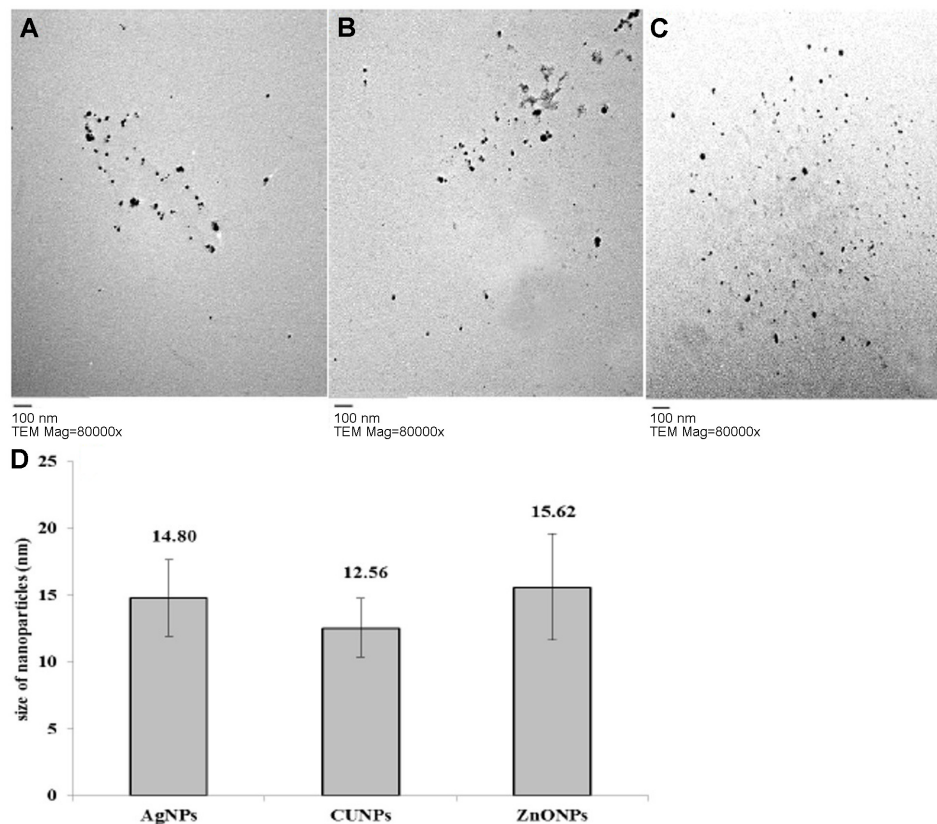 A
B
C
100 nm
TEM Mag=80000x
100 nm
TEM Mag=80000x
100 nm
TEM Mag=80000x
D
size of nanoparticles (nm)
25
20
15
10
5
0
14.80
12.56
15.62
AgNPs
CUNPs
ZnONPs